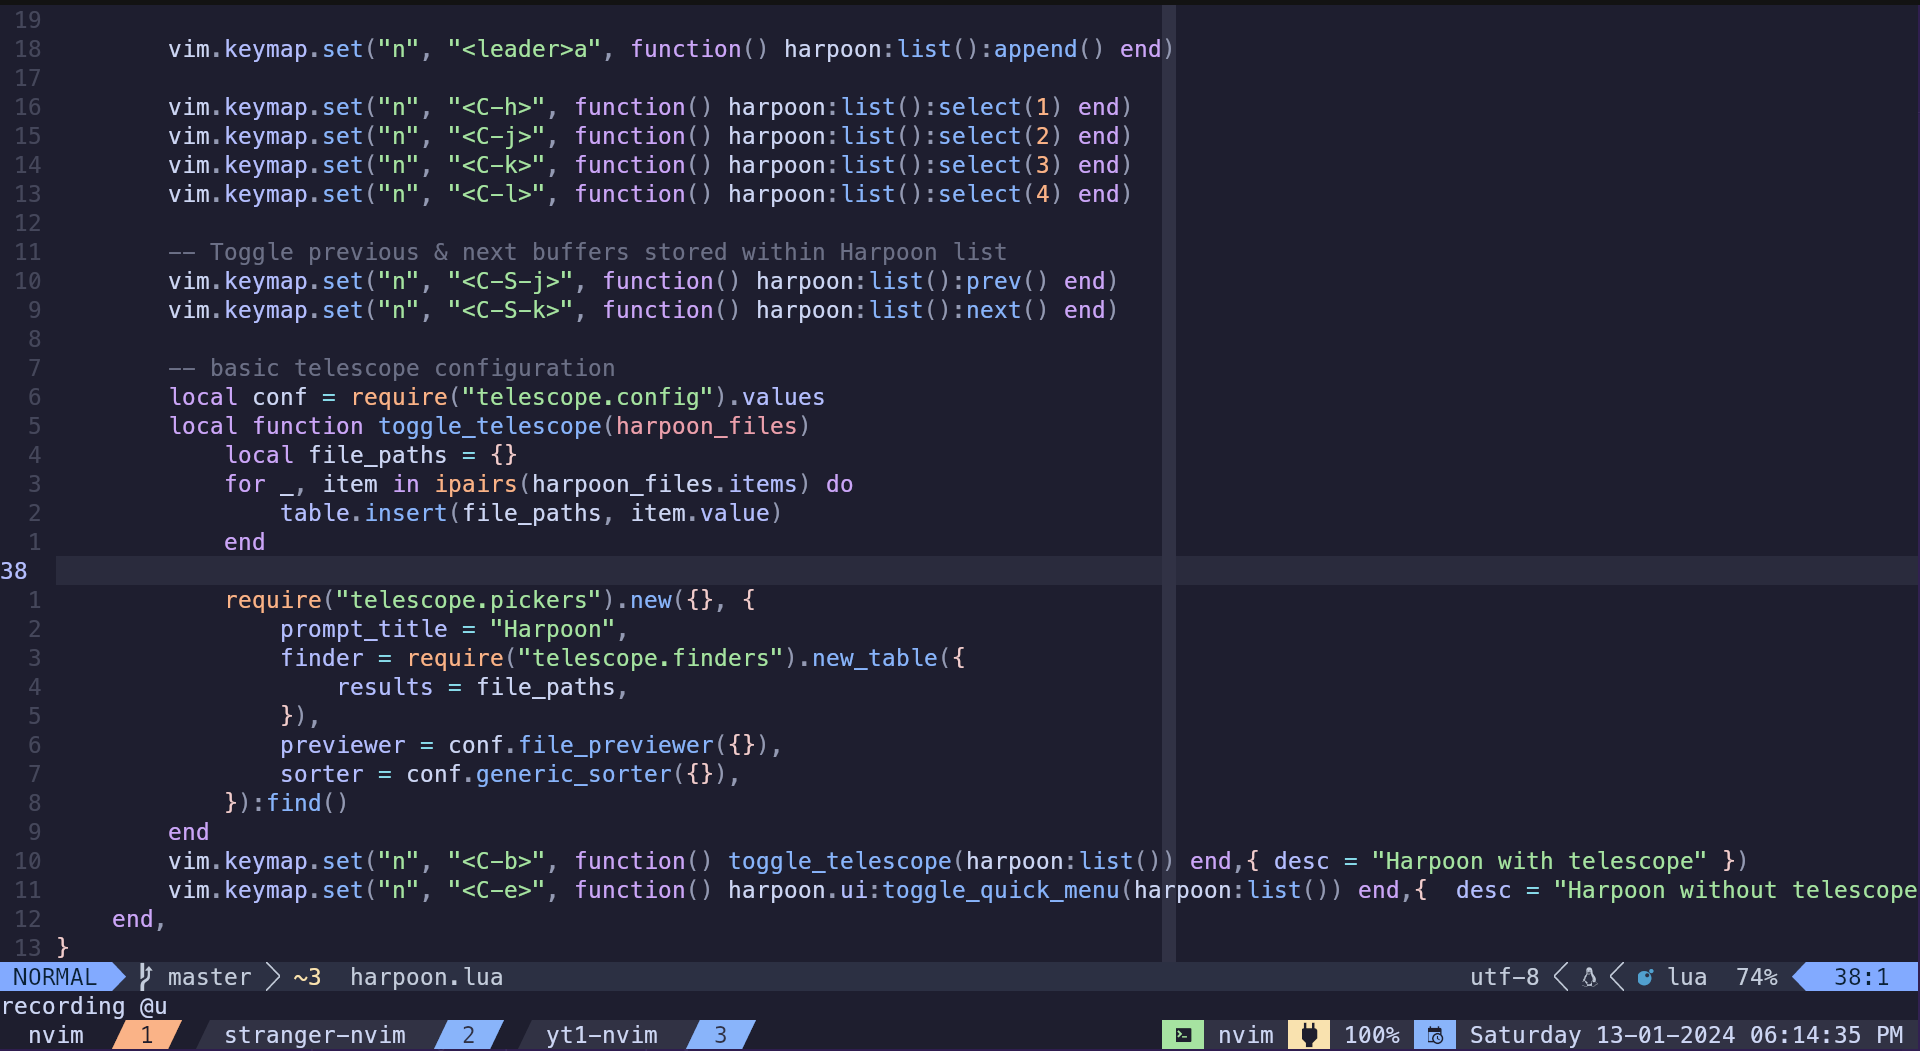 19
18         vim.keymap.set("n", "<leader>a", function() harpoon:list():append() end)
17
16         vim.keymap.set("n", "<C-h>", function() harpoon:list():select(1) end)
15         vim.keymap.set("n", "<C-j>", function() harpoon:list():select(2) end)
14         vim.keymap.set("n", "<C-k>", function() harpoon:list():select(3) end)
13         vim.keymap.set("n", "<C-l>", function() harpoon:list():select(4) end)
12
11         -- Toggle previous & next buffers stored within Harpoon list
10         vim.keymap.set("n", "<C-S-j>", function() harpoon:list():prev() end)
9         vim.keymap.set("n", "<C-S-k>", function() harpoon:list():next() end)
8
7         -- basic telescope configuration
6         local conf = require("telescope.config").values
5         local function toggle_telescope(harpoon_files)
4             local file_paths = {}
3             for _, item in ipairs(harpoon_files.items) do
2                 table.insert(file_paths, item.value)
1             end
38
1             require("telescope.pickers").new({}, {
2                 prompt_title = "Harpoon",
3                 finder = require("telescope.finders").new_table({
4                     results = file_paths,
5                 }),
6                 previewer = conf.file_previewer({}),
7                 sorter = conf.generic_sorter({}),
8             }):find()
9         end
10         vim.keymap.set("n", "<C-b>", function() toggle_telescope(harpoon:list()) end,{ desc = "Harpoon with telescope" })
11         vim.keymap.set("n", "<C-e>", function() harpoon.ui:toggle_quick_menu(harpoon:list()) end,{  desc = "Harpoon without telescope
12     end,
13 }
NORMAL master ~3 harpoon.lua utf-8 lua 74% 38:1
recording @u
nvim 1 stranger-nvim 2 yt1-nvim 3 nvim 100% Saturday 13-01-2024 06:14:35 PM